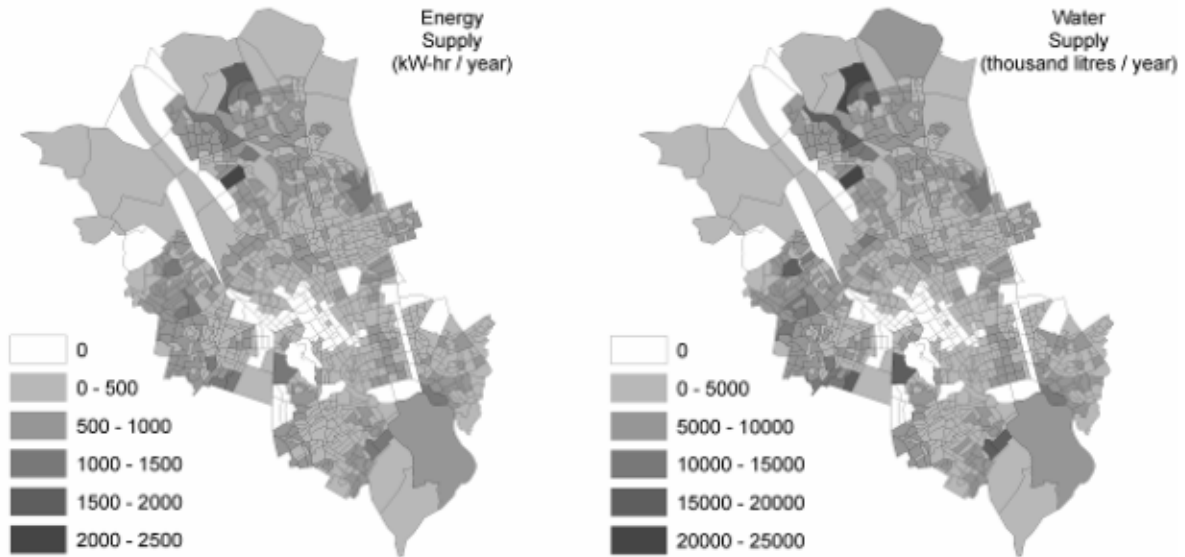 Energy
Supply
(kW-hr / year)
0
0 - 500
500 - 1000
1000 - 1500
1500 - 2000
2000 - 2500
Water
Supply
(thousand litres / year)
0
0 - 5000
5000 - 10000
10000 - 15000
15000 - 20000
20000 - 25000